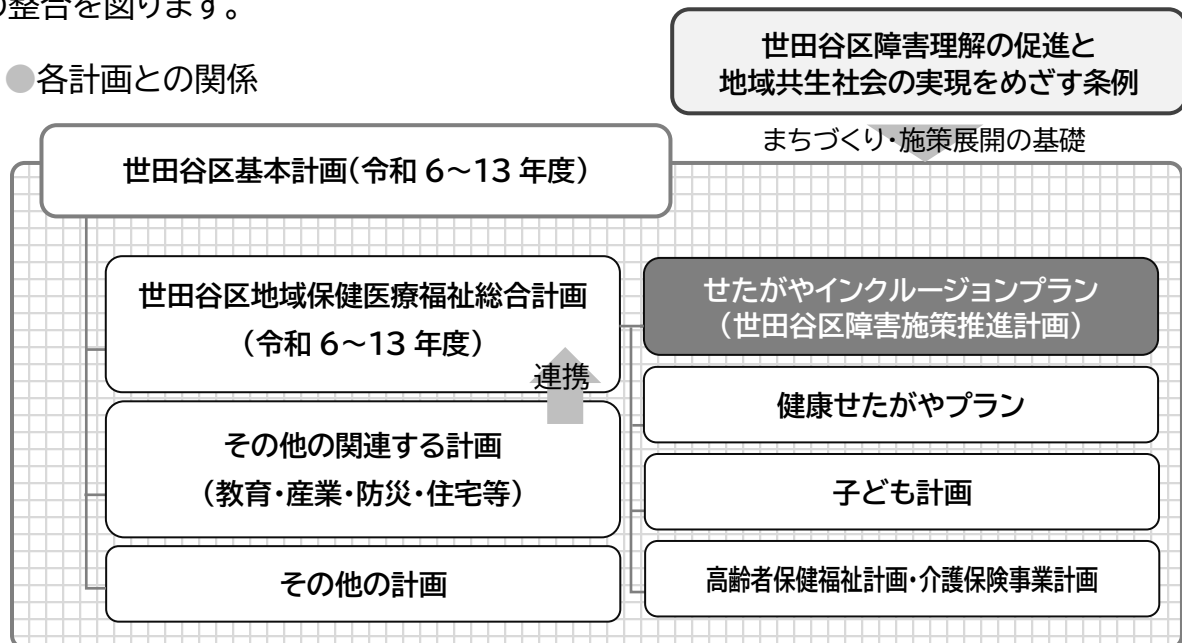 の整合を図ります。
●各計画との関係
世田谷区障害理解の促進と
地域共生社会の実現をめざす条例
まちづくり・施策展開の基礎
世田谷区基本計画(令和 6～13 年度)
世田谷区地域保健医療福祉総合計画
(令和 6～13 年度)
連携
その他の関連する計画
(教育・産業・防災・住宅等)
その他の計画
せたがやインクルージョンプラン
(世田谷区障害施策推進計画)
健康せたがやプラン
子ども計画
高齢者保健福祉計画・介護保険事業計画